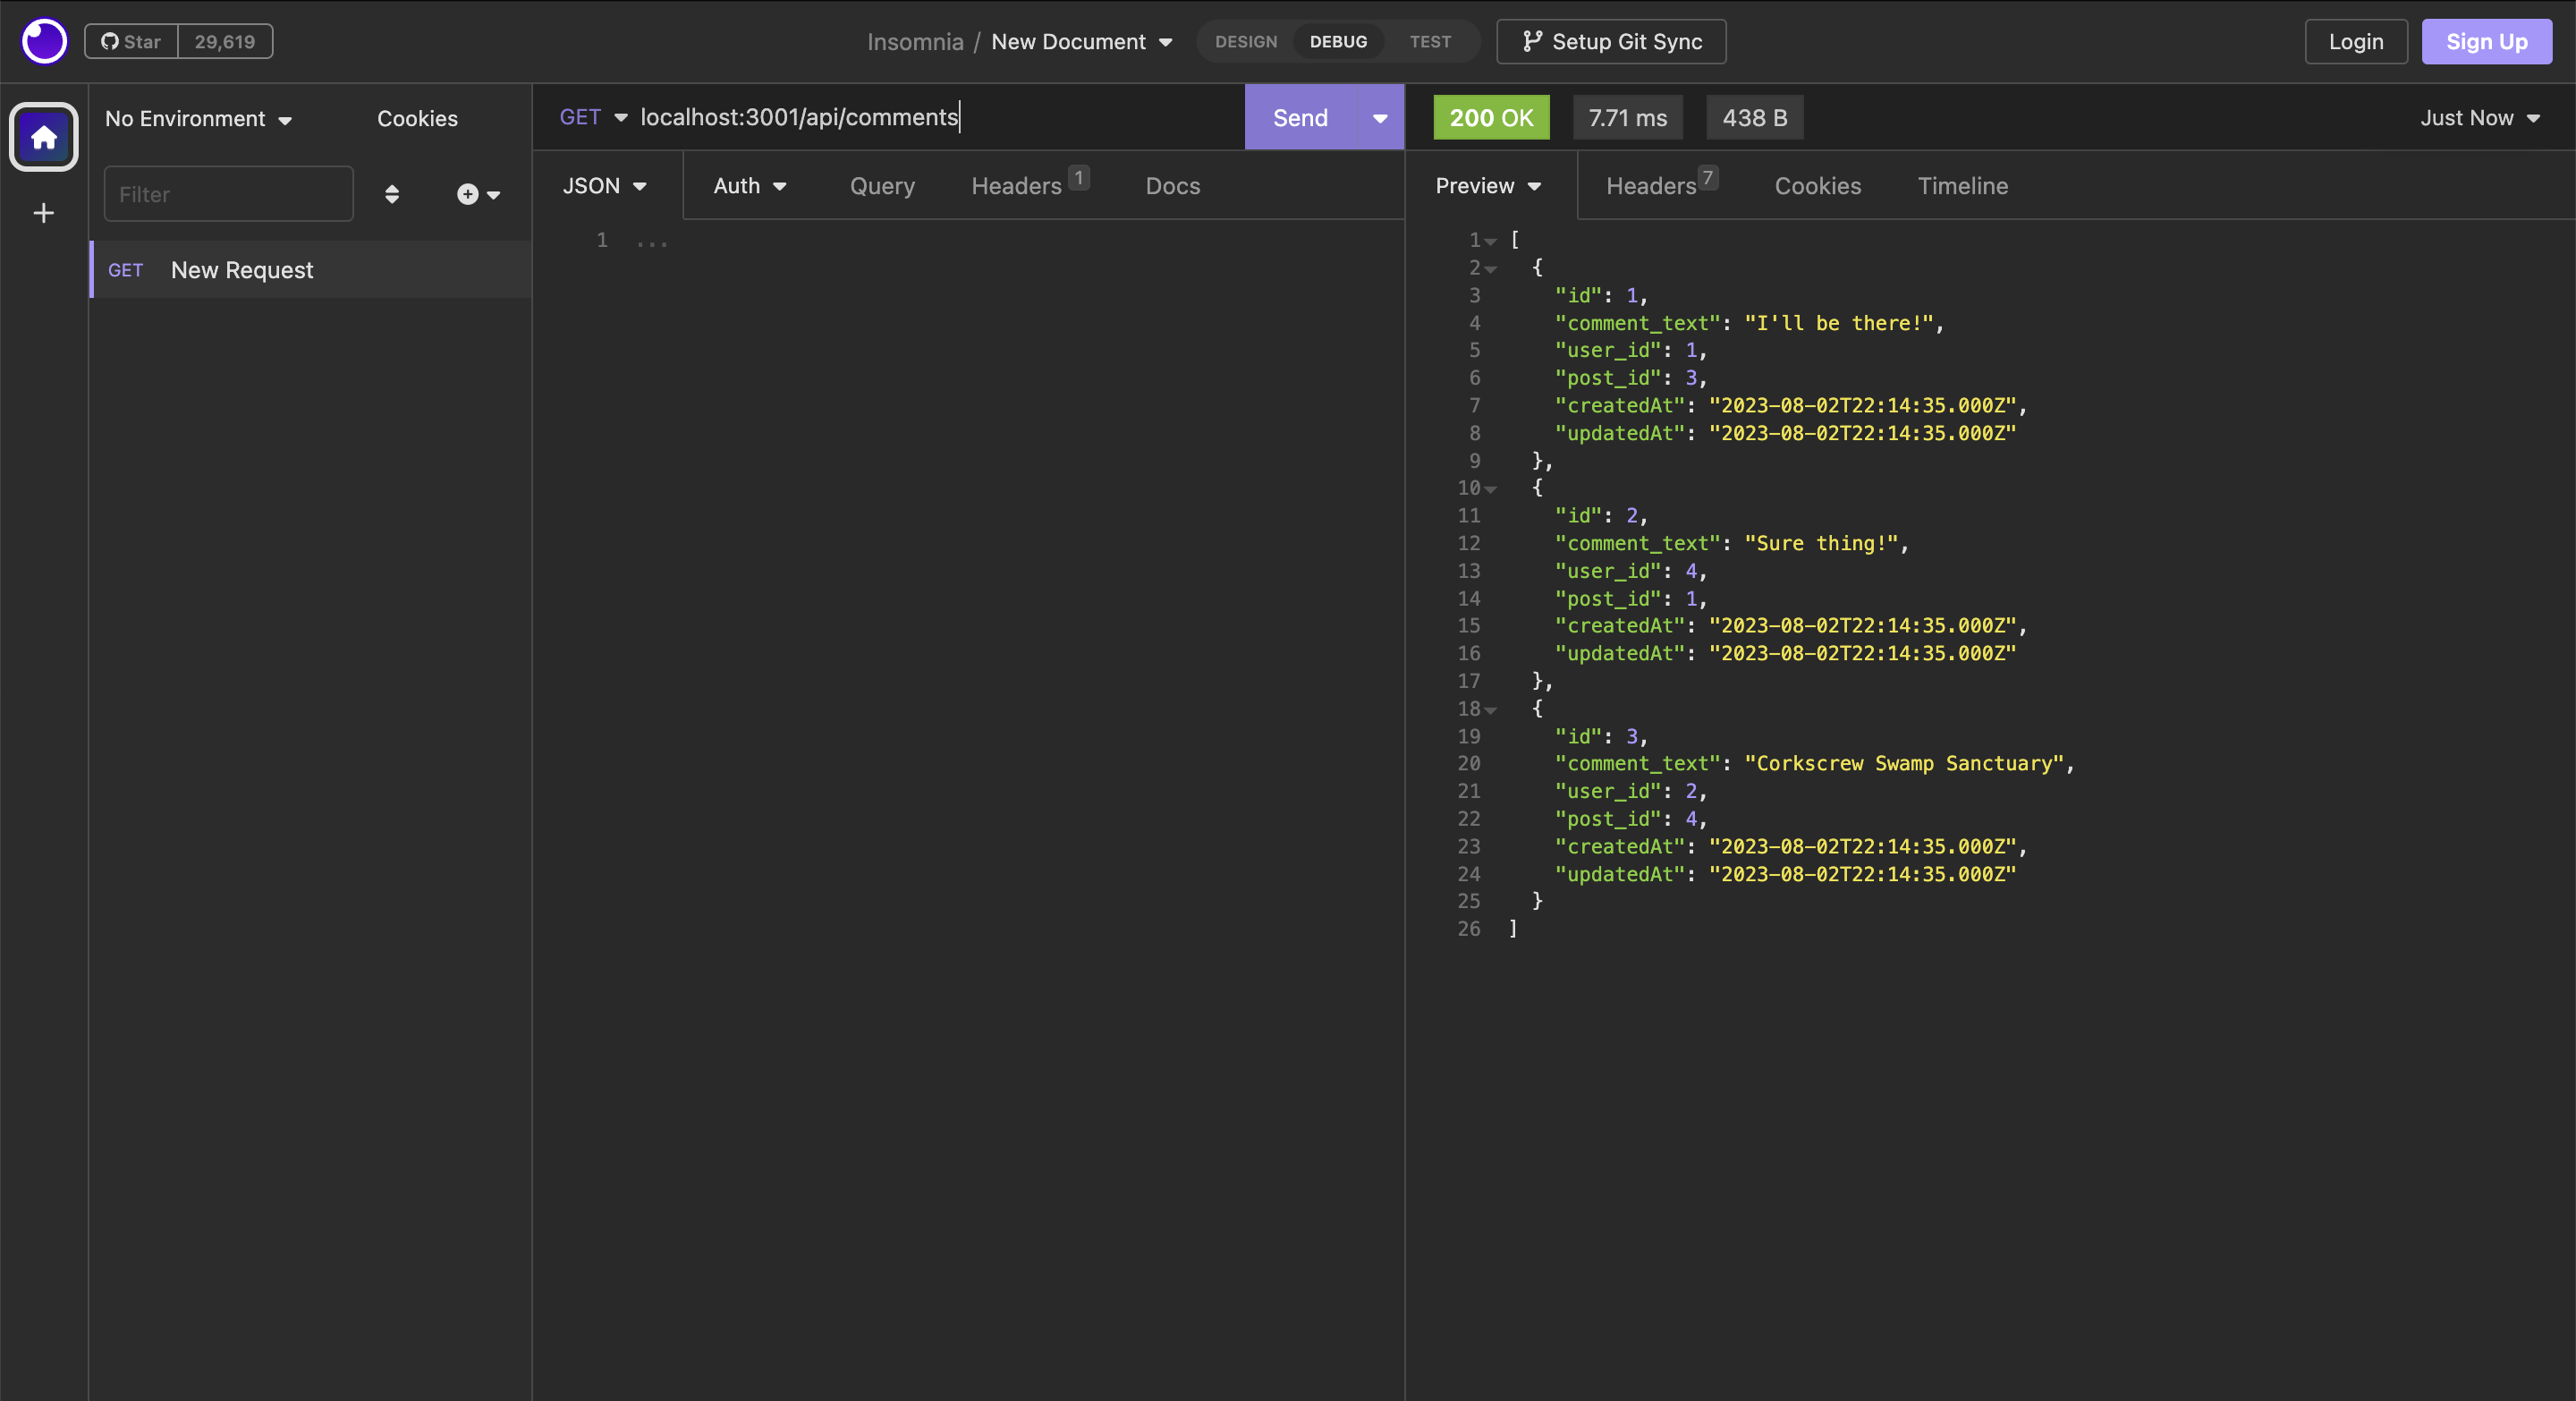 Star 29,619
Insomnia / New Document
DESIGN DEBUG TEST
Setup Git Sync
Login
Sign Up
No Environment
Cookies
Filter
GET New Request
GET localhost:3001/api/comments
Send
JSON Auth Query Headers 1 Docs
1 ...
200 OK 7.71 ms 438 B
Just Now
Preview Headers 7 Cookies Timeline
1 [
2 {
3 "id": 1,
4 "comment_text": "I'll be there!",
5 "user_id": 1,
6 "post_id": 3,
7 "createdAt": "2023-08-02T22:14:35.000Z",
8 "updatedAt": "2023-08-02T22:14:35.000Z"
9 },
10 {
11 "id": 2,
12 "comment_text": "Sure thing!",
13 "user_id": 4,
14 "post_id": 1,
15 "createdAt": "2023-08-02T22:14:35.000Z",
16 "updatedAt": "2023-08-02T22:14:35.000Z"
17 },
18 {
19 "id": 3,
20 "comment_text": "Corkscrew Swamp Sanctuary",
21 "user_id": 2,
22 "post_id": 4,
23 "createdAt": "2023-08-02T22:14:35.000Z",
24 "updatedAt": "2023-08-02T22:14:35.000Z"
25 }
26 ]